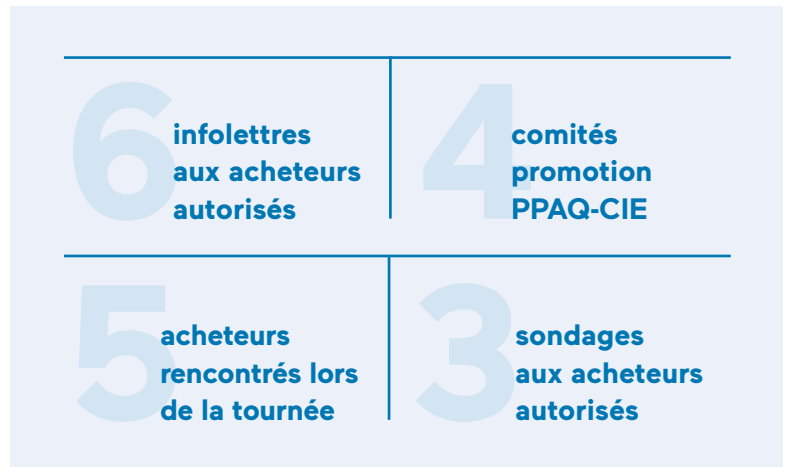 6
infolettres
aux acheteurs
autorisés
4
comités
promotion
PPAQ-CIE
5
acheteurs
rencontrés lors
de la tournée
3
sondages
aux acheteurs
autorisés